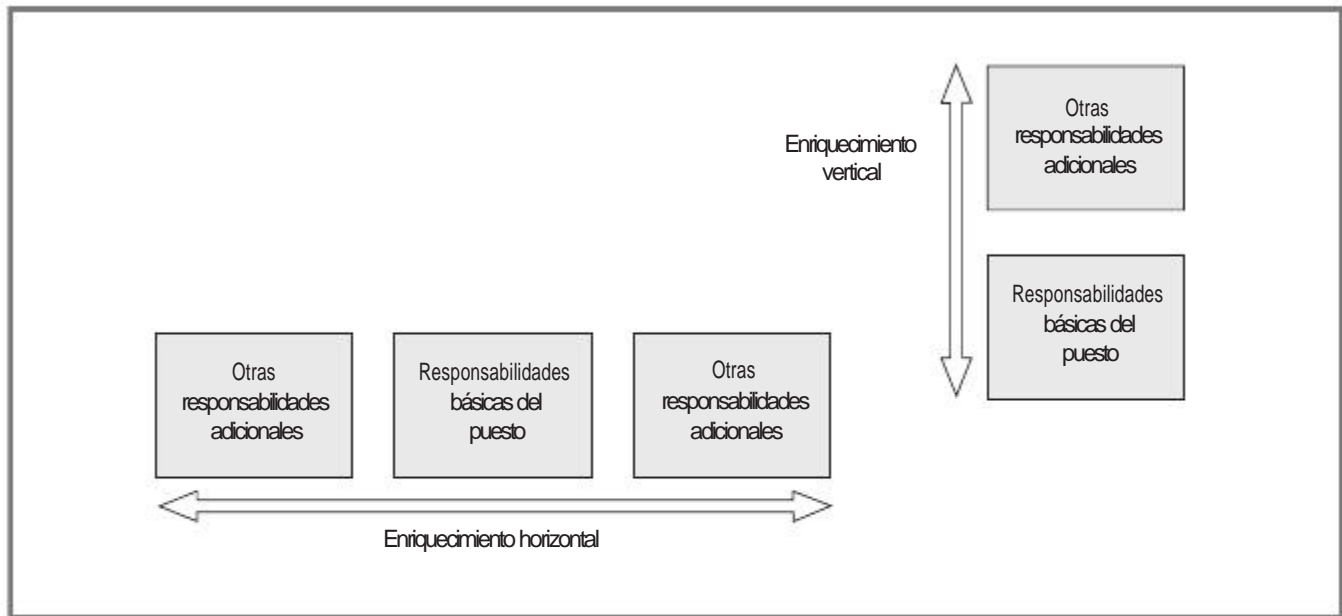 Enriquecimiento
vertical
Otras
responsabilidades
adicionales
Responsabilidades
básicas del
puesto
Otras
responsabilidades
adicionales
Responsabilidades
básicas del
puesto
Otras
responsabilidades
adicionales
Enriquecimiento horizontal